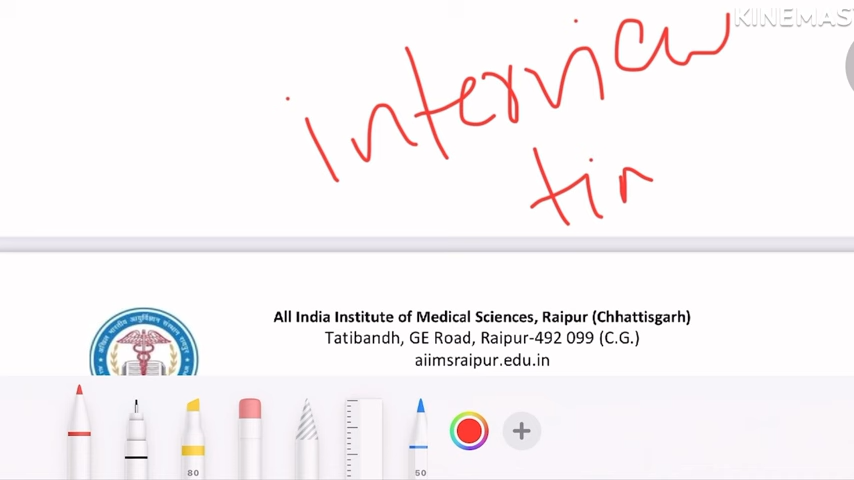 KINEMAS
interview
tin
All India Institute of Medical Sciences, Raipur (Chhattisgarh)
Tatibandh, GE Road, Raipur-492 099 (C.G.)
aiimsraipur.edu.in
80
50